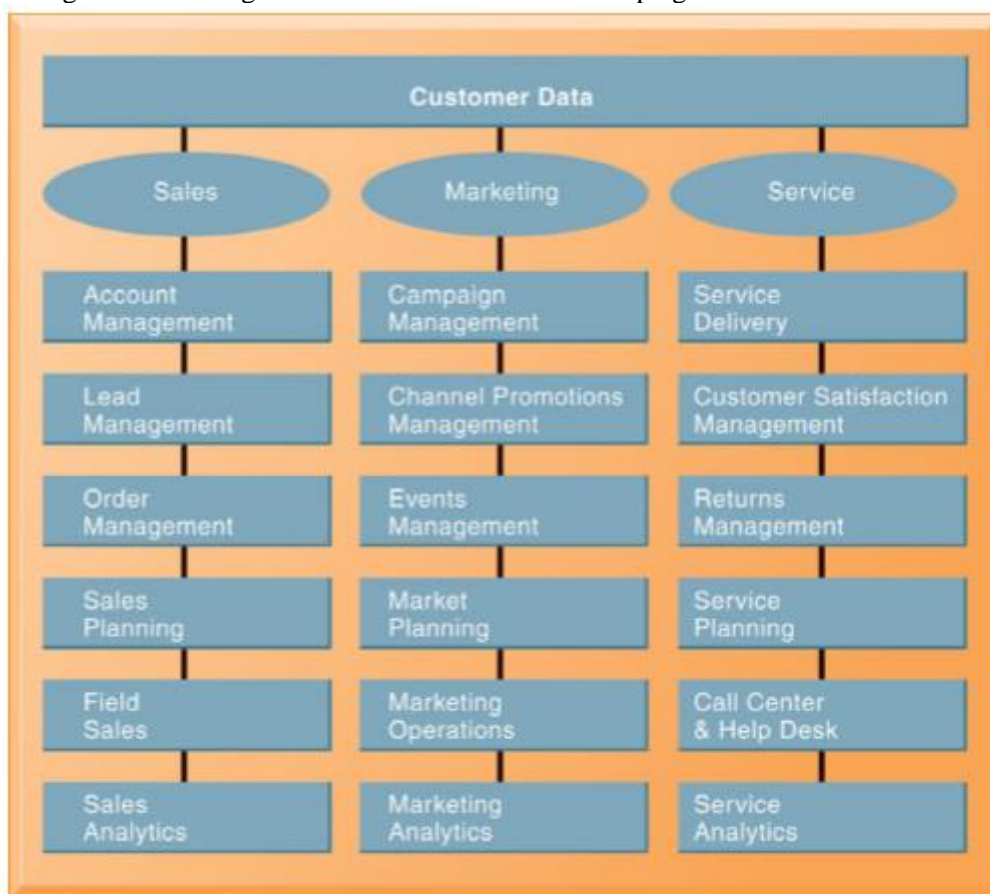 Customer Data
Sales
Marketing
Service
Account
Management
Campaign
Management
Service
Delivery
Lead
Management
Channel Promotions
Management
Customer Satisfaction
Management
Order
Management
Events
Management
Returns
Management
Sales
Planning
Market
Planning
Service
Planning
Field
Sales
Marketing
Operations
Call Center
& Help Desk
Sales
Analytics
Marketing
Analytics
Service
Analytics